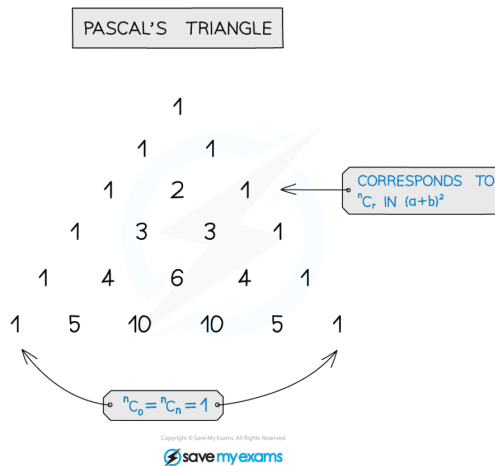 PASCAL'S TRIANGLE
1
1 1
1 2 1
CORRESPONDS TO
ⁿCᵣ IN (a+b)²
1 3 3 1
1 4 6 4 1
1 5 10 10 5 1
ⁿC₀ = ⁿCₙ = 1
Copyright © Save My Exams. All Rights Reserved
save my exams